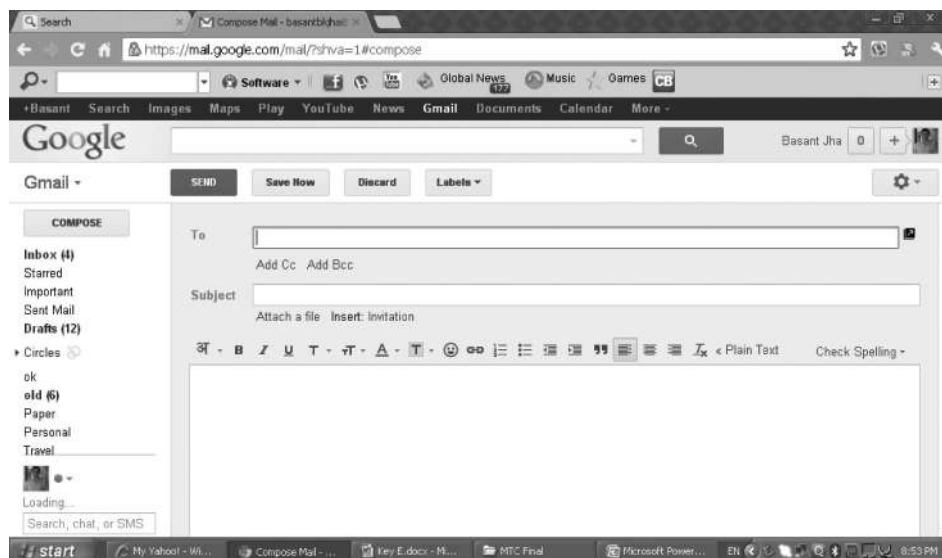 Search Compose Mail - basantbkjha@
https://mail.google.com/mail/?shva=1#compose
Software Global News 177 Music Games CB
+Basant Search Images Maps Play YouTube News Gmail Documents Calendar More
Google Basant Jha 0 +
Gmail SEND Save Now Discard Labels
COMPOSE
To
Inbox (4)
Add Cc Add Bcc
Starred
Important
Subject
Sent Mail
Attach a file Insert: Invitation
Drafts (12)
Circles
अ B I U T TT A T Tx « Plain Text Check Spelling
ok
old (6)
Paper
Personal
Travel
Loading...
Search, chat, or SMS
start My Yahoo! - Wi... Compose Mail - ... Key E.docx - M... MTC Final Microsoft Power... EN 8:53 PM